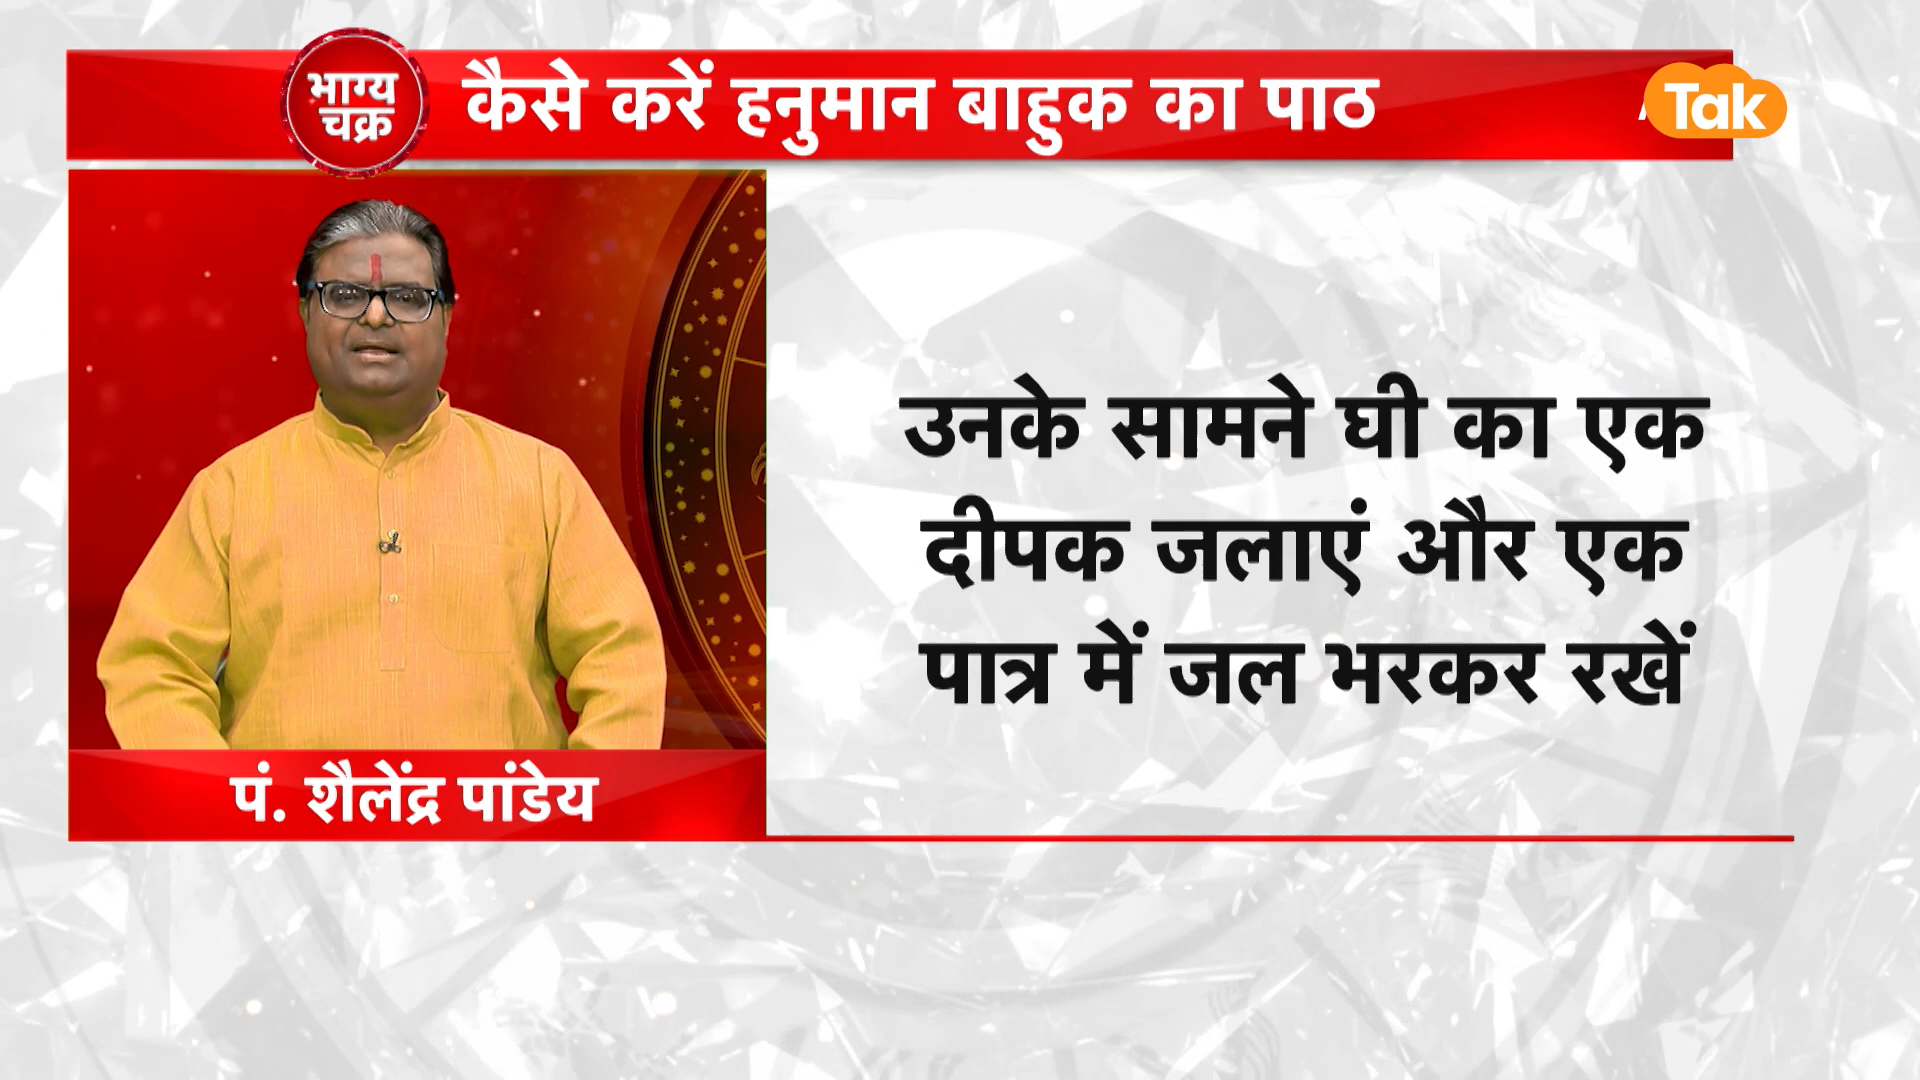 भाग्य
चक्र
कैसे करें हनुमान बाहुक का पाठ
Tak
उनके सामने घी का एक
दीपक जलाएं और एक
पात्र में जल भरकर रखें
पं. शैलेंद्र पांडेय